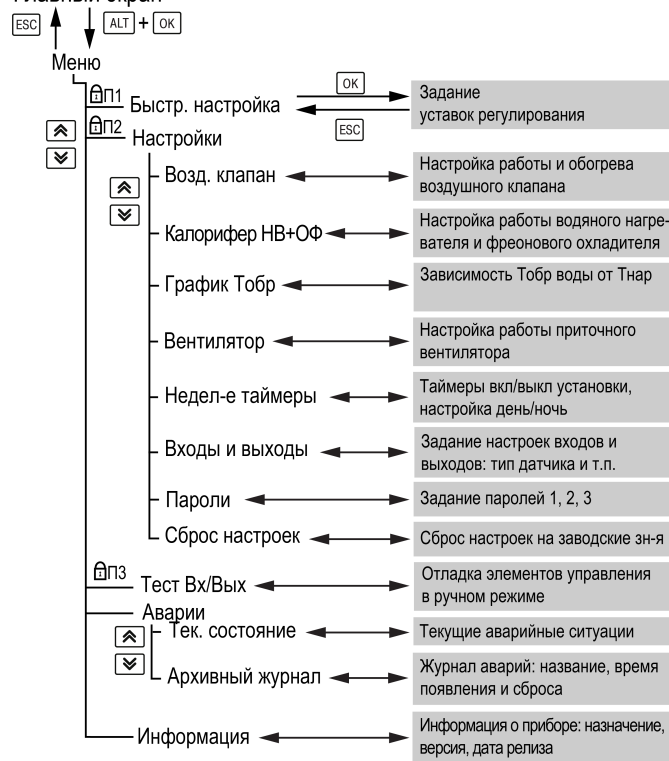 Главный экран
ESC ALT + OK
Меню
П1 Быстр. настройка
OK
ESC
Задание
уставок регулирования
П2 Настройки
Возд. клапан
Настройка работы и обогрева
воздушного клапана
Калорифер НВ+ОФ
Настройка работы водяного нагре-
вателя и фреонового охладителя
График Тобр
Зависимость Тобр воды от Тнар
Вентилятор
Настройка работы приточного
вентилятора
Недел-е таймеры
Таймеры вкл/выкл установки,
настройка день/ночь
Входы и выходы
Задание настроек входов и
выходов: тип датчика и т.п.
Пароли
Задание паролей 1, 2, 3
Сброс настроек
Сброс настроек на заводские зн-я
П3 Тест Вх/Вых
Отладка элементов управления
в ручном режиме
Аварии
Тек. состояние
Текущие аварийные ситуации
Архивный журнал
Журнал аварий: название, время
появления и сброса
Информация
Информация о приборе: назначение,
версия, дата релиза